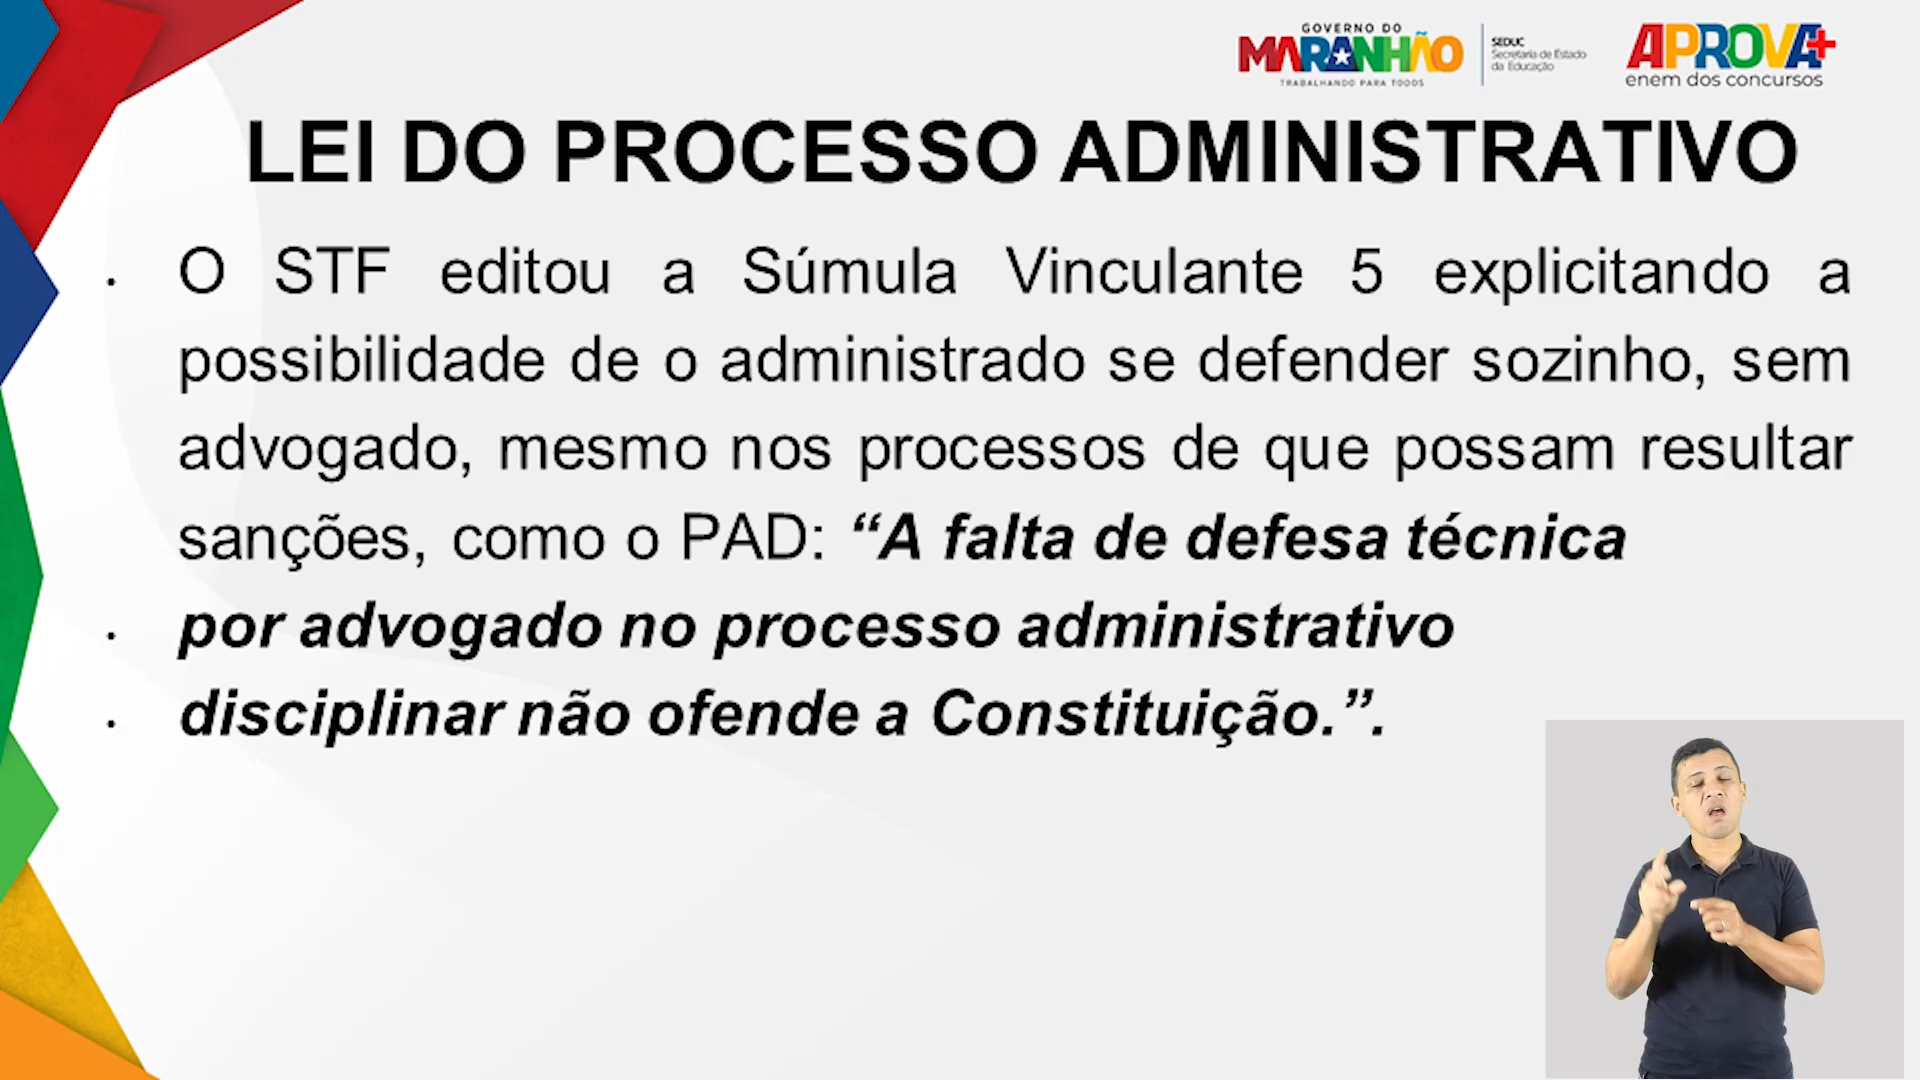 GOVERNO DO
MARANHÃO
TRABALHANDO PARA TODOS
SEDUC
Secretaria de Estado
da Educação
APROVA+
enem dos concursos
LEI DO PROCESSO ADMINISTRATIVO
• O STF editou a Súmula Vinculante 5 explicitando a
possibilidade de o administrado se defender sozinho, sem
advogado, mesmo nos processos de que possam resultar
sanções, como o PAD: “A falta de defesa técnica
• por advogado no processo administrativo
• disciplinar não ofende a Constituição.”.